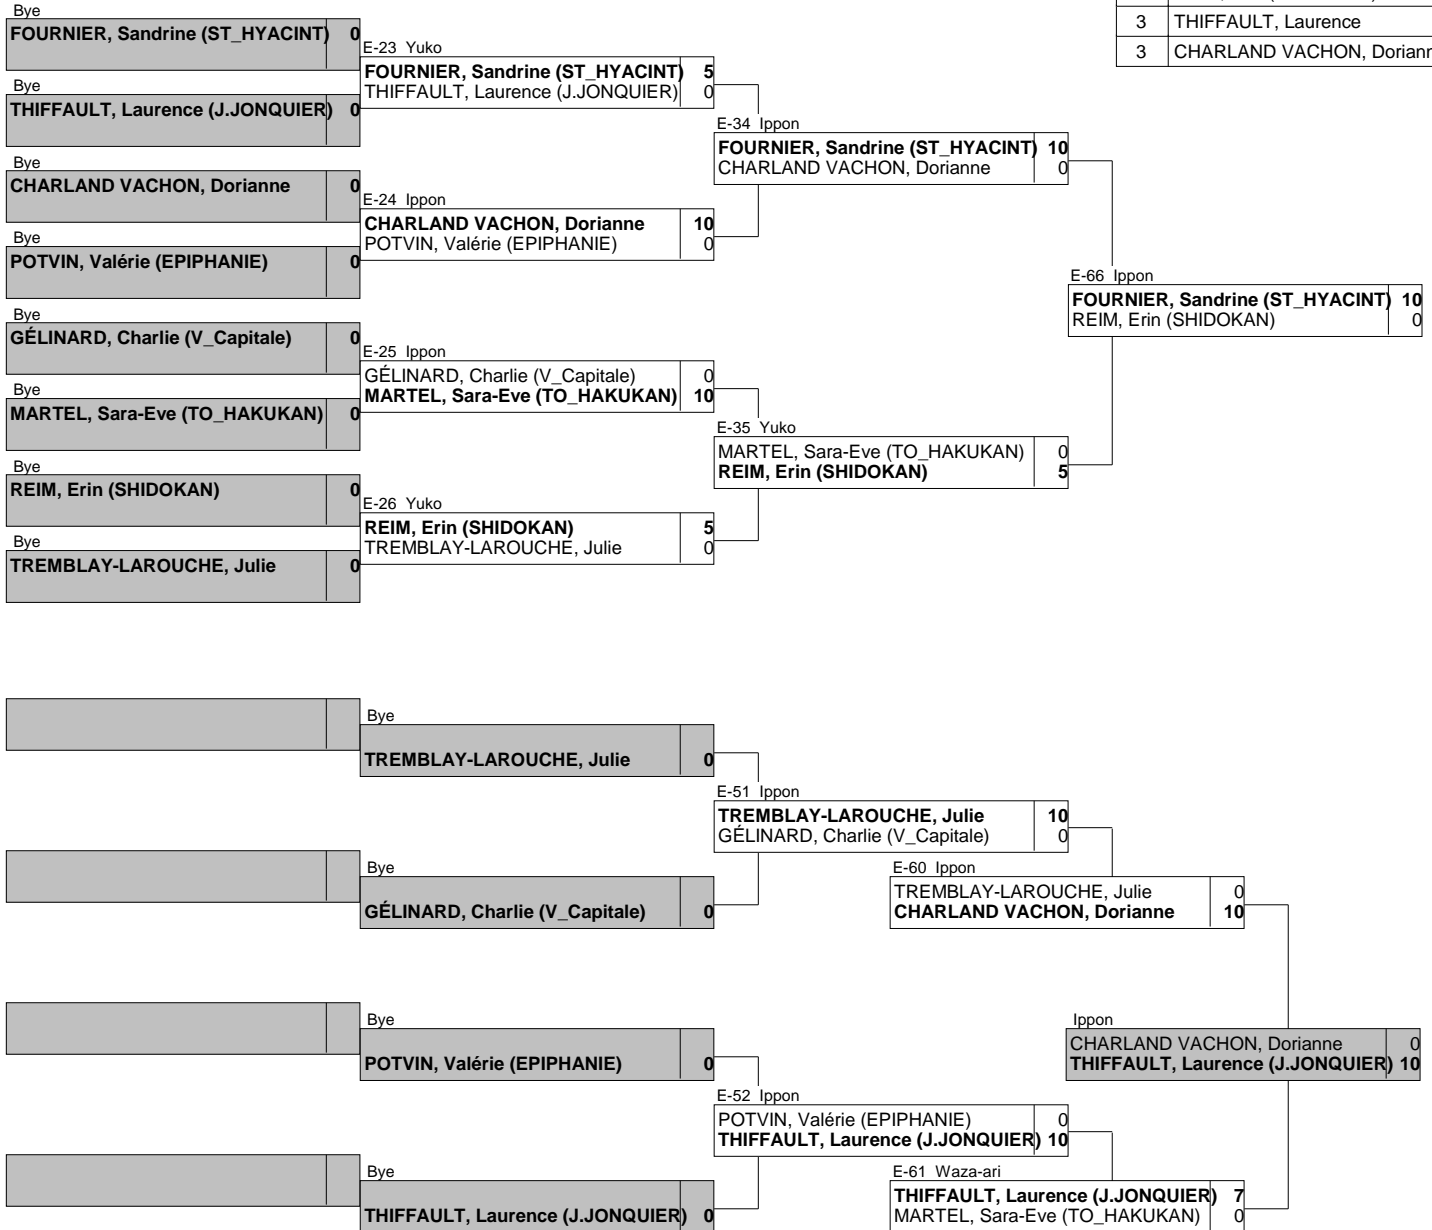 3 THIFFAULT, Laurence
3 CHARLAND VACHON, Doriann
Bye
FOURNIER, Sandrine (ST_HYACINT) 0
Bye
THIFFAULT, Laurence (J.JONQUIER) 0
Bye
CHARLAND VACHON, Dorianne 0
Bye
POTVIN, Valérie (EPIPHANIE) 0
Bye
GÉLINARD, Charlie (V_Capitale) 0
Bye
MARTEL, Sara-Eve (TO_HAKUKAN) 0
Bye
REIM, Erin (SHIDOKAN) 0
Bye
TREMBLAY-LAROUCHE, Julie 0
E-23 Yuko
FOURNIER, Sandrine (ST_HYACINT) 5
THIFFAULT, Laurence (J.JONQUIER) 0
E-24 Ippon
CHARLAND VACHON, Dorianne 10
POTVIN, Valérie (EPIPHANIE) 0
E-25 Ippon
GÉLINARD, Charlie (V_Capitale) 0
MARTEL, Sara-Eve (TO_HAKUKAN) 10
E-26 Yuko
REIM, Erin (SHIDOKAN) 5
TREMBLAY-LAROUCHE, Julie 0
E-34 Ippon
FOURNIER, Sandrine (ST_HYACINT) 10
CHARLAND VACHON, Dorianne 0
E-35 Yuko
MARTEL, Sara-Eve (TO_HAKUKAN) 0
REIM, Erin (SHIDOKAN) 5
E-66 Ippon
FOURNIER, Sandrine (ST_HYACINT) 10
REIM, Erin (SHIDOKAN) 0
Bye
TREMBLAY-LAROUCHE, Julie 0
Bye
GÉLINARD, Charlie (V_Capitale) 0
Bye
POTVIN, Valérie (EPIPHANIE) 0
Bye
THIFFAULT, Laurence (J.JONQUIER) 0
E-51 Ippon
TREMBLAY-LAROUCHE, Julie 10
GÉLINARD, Charlie (V_Capitale) 0
E-52 Ippon
POTVIN, Valérie (EPIPHANIE) 0
THIFFAULT, Laurence (J.JONQUIER) 10
E-60 Ippon
TREMBLAY-LAROUCHE, Julie 0
CHARLAND VACHON, Dorianne 10
E-61 Waza-ari
THIFFAULT, Laurence (J.JONQUIER) 7
MARTEL, Sara-Eve (TO_HAKUKAN) 0
Ippon
CHARLAND VACHON, Dorianne 0
THIFFAULT, Laurence (J.JONQUIER) 10